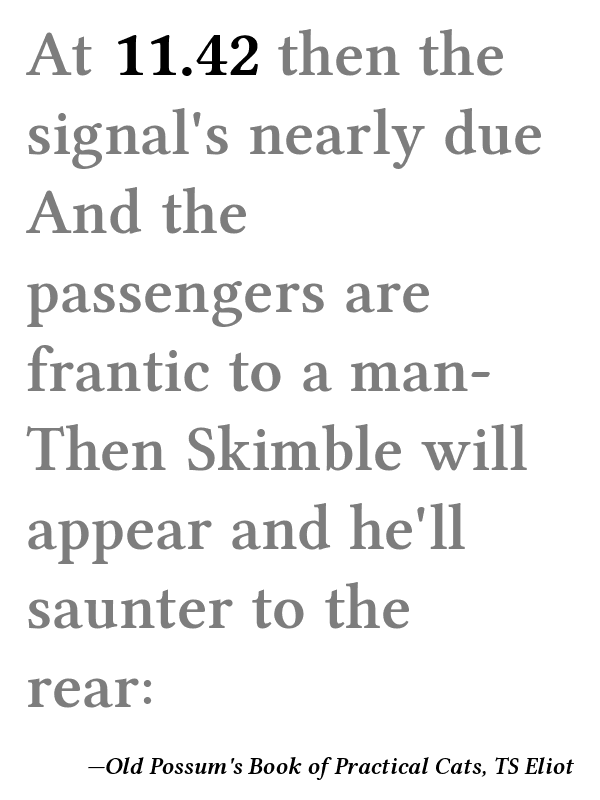 At 11.42 then the
signal's nearly due
And the
passengers are
frantic to a man-
Then Skimble will
appear and he'll
saunter to the
rear:
—Old Possum's Book of Practical Cats, TS Eliot